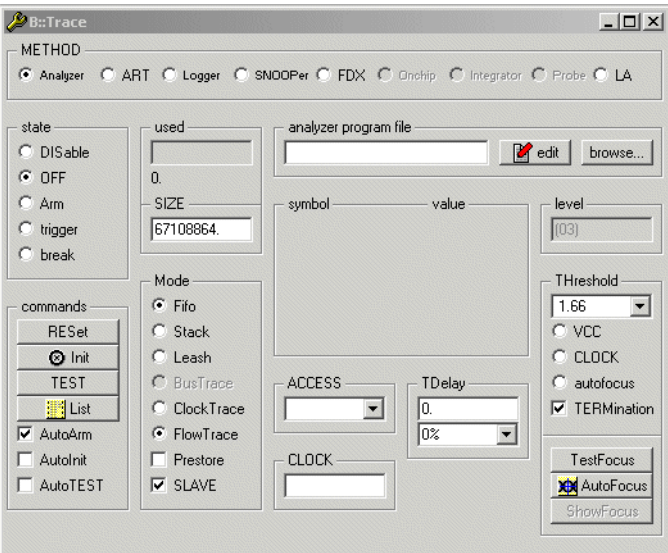 B::Trace
METHOD
Analyzer ART Logger SNOOPer FDX Onchip Integrator Probe LA
state
DISable
OFF
Arm
trigger
break
used
0.
SIZE
67108864.
analyzer program file
edit browse...
symbol value
level
(03)
commands
RESet
Init
TEST
List
AutoArm
AutoInit
AutoTEST
Mode
Fifo
Stack
Leash
BusTrace
ClockTrace
FlowTrace
Prestore
SLAVE
ACCESS
CLOCK
TDelay
0.
0%
THreshold
1.66
VCC
CLOCK
autofocus
TERMination
TestFocus
AutoFocus
ShowFocus